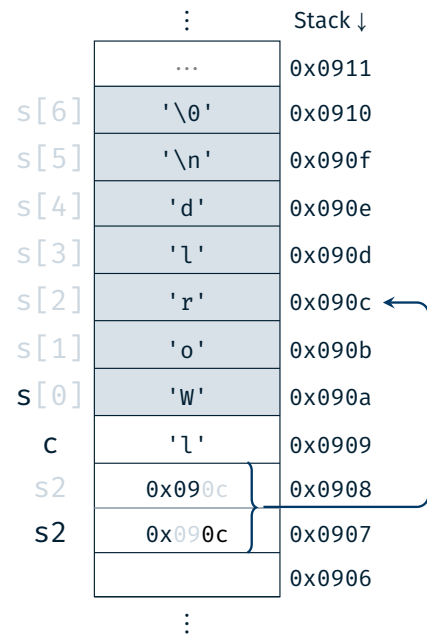 ⋮ Stack ↓
... 0x0911
s[6] '\0' 0x0910
s[5] '\n' 0x090f
s[4] 'd' 0x090e
s[3] 'l' 0x090d
s[2] 'r' 0x090c
s[1] 'o' 0x090b
s[0] 'W' 0x090a
c 'l' 0x0909
s2 0x090c 0x0908
s2 0x090c 0x0907
0x0906
⋮